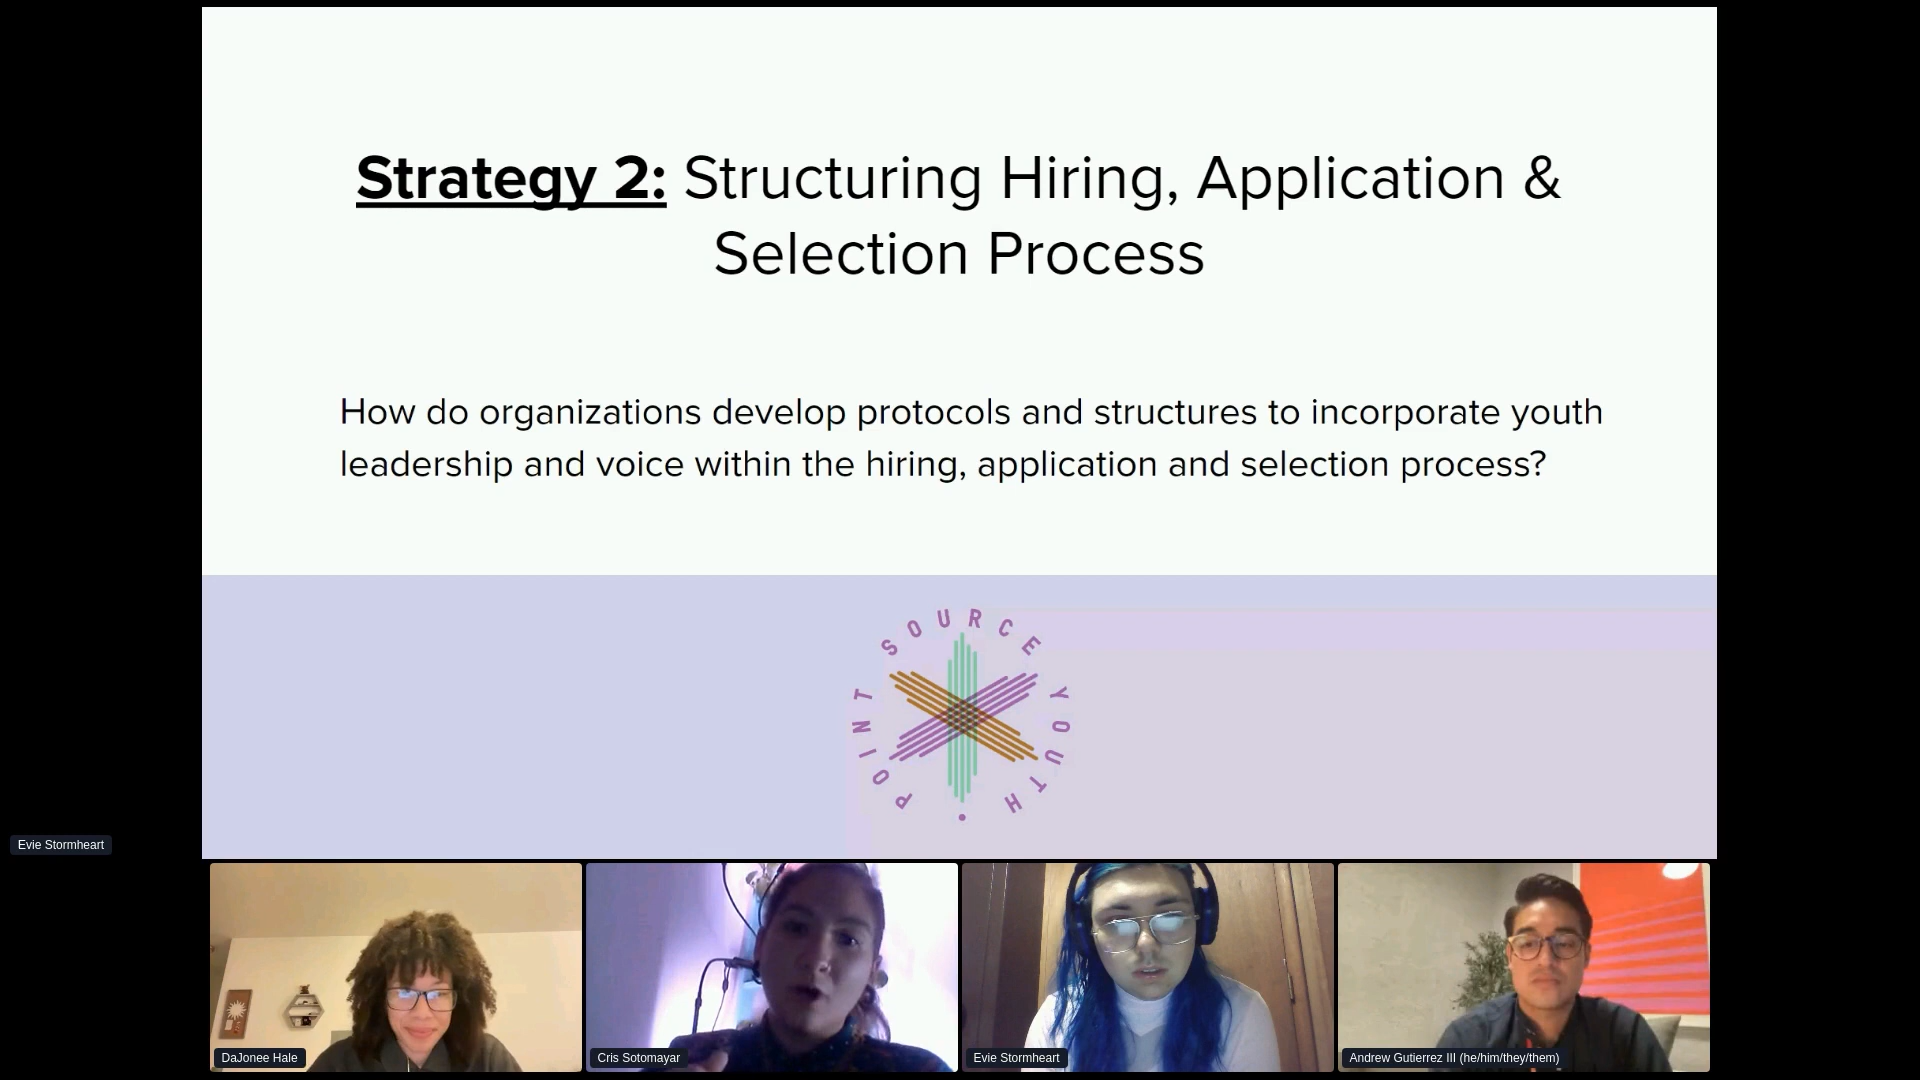 Strategy 2: Structuring Hiring, Application &
Selection Process
How do organizations develop protocols and structures to incorporate youth
leadership and voice within the hiring, application and selection process?
POINT SOURCE YOUTH
Evie Stormheart
DaJonee Hale
Cris Sotomayar
Evie Stormheart
Andrew Gutierrez III (he/him/they/them)